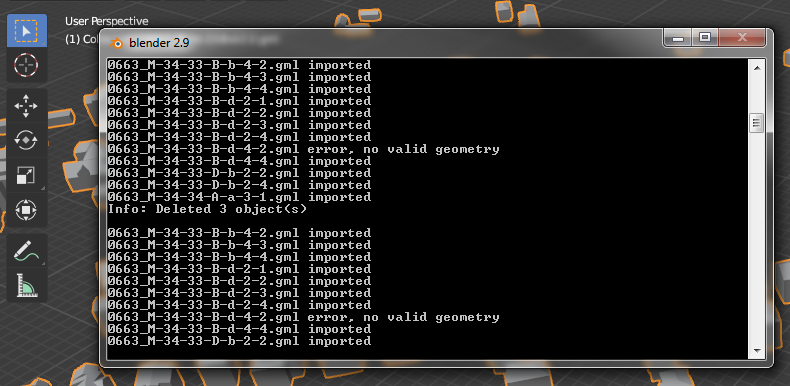 User Perspective
(1) Col
blender 2.9
0663_M-34-33-B-b-4-2.gml imported
0663_M-34-33-B-b-4-3.gml imported
0663_M-34-33-B-b-4-4.gml imported
0663_M-34-33-B-d-2-1.gml imported
0663_M-34-33-B-d-2-2.gml imported
0663_M-34-33-B-d-2-3.gml imported
0663_M-34-33-B-d-2-4.gml imported
0663_M-34-33-B-d-4-2.gml error, no valid geometry
0663_M-34-33-B-d-4-4.gml imported
0663_M-34-33-D-b-2-2.gml imported
0663_M-34-33-D-b-2-4.gml imported
0663_M-34-34-A-a-3-1.gml imported
Info: Deleted 3 object(s)
0663_M-34-33-B-b-4-2.gml imported
0663_M-34-33-B-b-4-3.gml imported
0663_M-34-33-B-b-4-4.gml imported
0663_M-34-33-B-d-2-1.gml imported
0663_M-34-33-B-d-2-2.gml imported
0663_M-34-33-B-d-2-3.gml imported
0663_M-34-33-B-d-2-4.gml imported
0663_M-34-33-B-d-4-2.gml error, no valid geometry
0663_M-34-33-B-d-4-4.gml imported
0663_M-34-33-D-b-2-2.gml imported